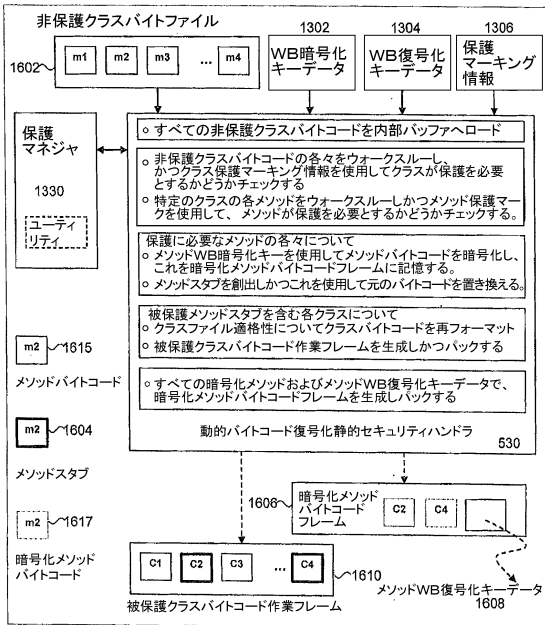 非保護クラスバイトファイル
1602
m1 m2 m3 … m4
1302
WB暗号化
キーデータ
1304
WB復号化
キーデータ
1306
保護
マーキング
情報
保護
マネジャ
1330
ユーティ
リティ
すべての非保護クラスバイトコードを内部バッファへロード
非保護クラスバイトコードの各々をウォークスルーし、
かつクラス保護マーキング情報を使用してクラスが保護を必要
とするかどうかチェックする
特定のクラスの各メソッドをウォークスルーしかつメソッド保護マー
クを使用して、メソッドが保護を必要とするかどうかチェックする。
保護に必要なメソッドの各々について
メソッドWB暗号化キーを使用してメソッドバイトコードを暗号化し、
これを暗号化メソッドバイトコードフレームに記憶する。
メソッドスタブを創出しかつこれを使用して元のバイトコードを置き換える。
被保護メソッドスタブを含む各クラスについて
クラスファイル適格性についてクラスバイトコードを再フォーマット
被保護クラスバイトコード作業フレームを生成しかつパックする
すべての暗号化メソッドおよびメソッドWB復号化キーデータで、
暗号化メソッドバイトコードフレームを生成しパックする
動的バイトコード復号化静的セキュリティハンドラ
530
m2
1615
メソッドバイトコード
m2
1604
メソッドスタブ
m2
1617
暗号化メソッド
バイトコード
1606
暗号化メソッド
バイトコード
フレーム
C2 C4
C1 C2 C3 … C4
1610
被保護クラスバイトコード作業フレーム
メソッドWB復号化キーデータ
1608